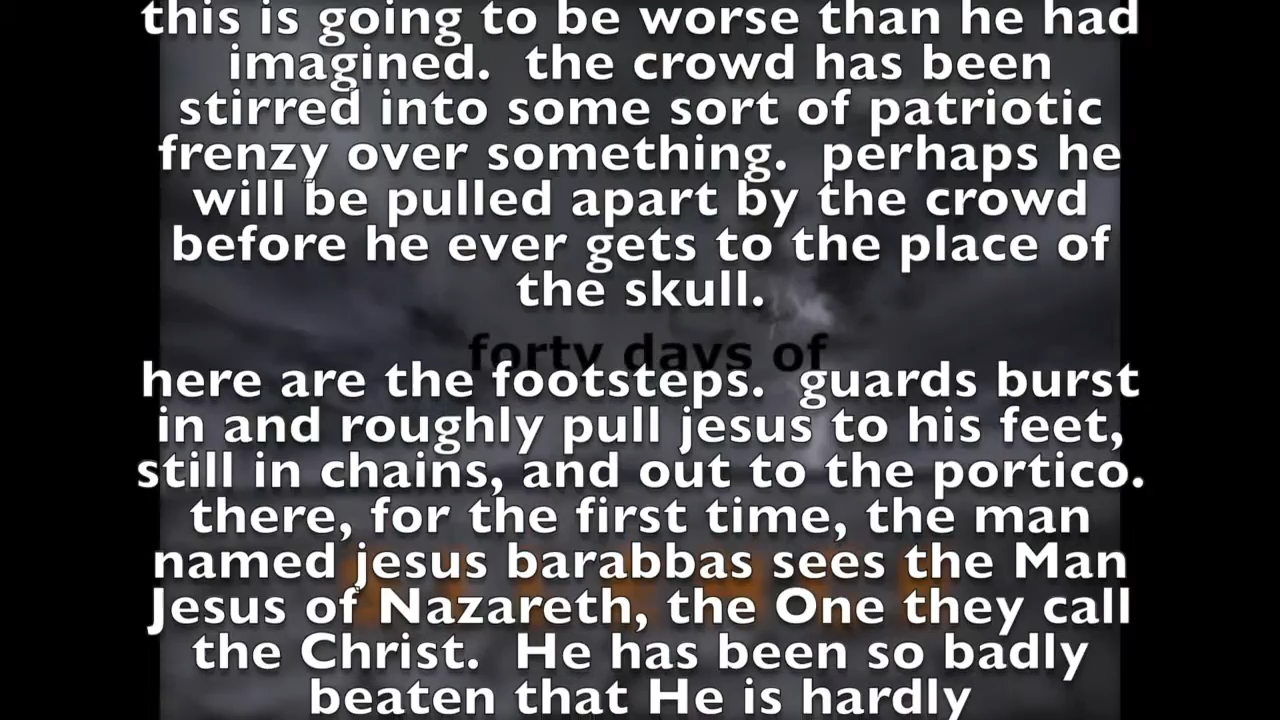 this is going to be worse than he had
imagined.  the crowd has been
stirred into some sort of patriotic
frenzy over something.  perhaps he
will be pulled apart by the crowd
before he ever gets to the place of
the skull.
forty days of
here are the footsteps.  guards burst
in and roughly pull jesus to his feet,
still in chains, and out to the portico.
there, for the first time, the man
named jesus barabbas sees the Man
Jesus of Nazareth, the One they call
the Christ.  He has been so badly
beaten that He is hardly